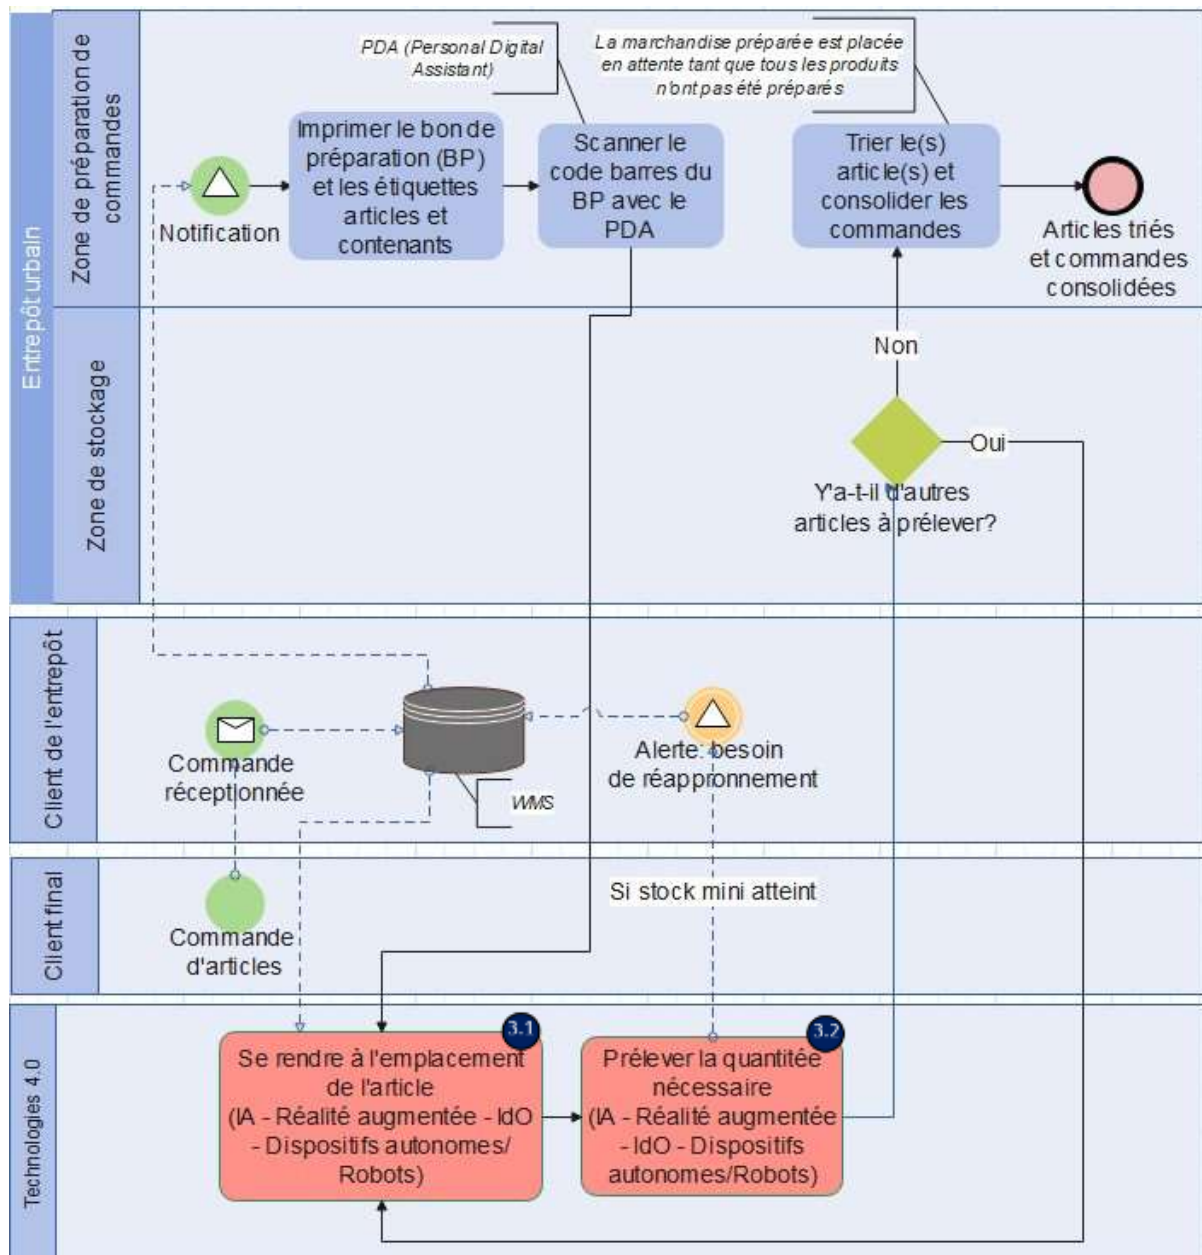 Entrepôt urbain
Zone de préparation de
commandes
PDA (Personal Digital
Assistant)
La marchandise préparée est placée
en attente tant que tous les produits
n'ont pas été préparés
Notification
Imprimer le bon de
préparation (BP)
et les étiquettes
articles et
contenants
Scanner le
code barres du
BP avec le
PDA
Trier le(s)
article(s) et
consolider les
commandes
Articles triés
et commandes
consolidées
Zone de stockage
Non
Oui
Y'a-t-il d'autres
articles à prélever?
Client de l'entrepôt
Commande
réceptionnée
WMS
Alerte: besoin
de réappronnement
Client final
Commande
d'articles
Si stock mini atteint
Technologies 4.0
3.1
Se rendre à l'emplacement
de l'article
(IA - Réalité augmentée - IdO
- Dispositifs autonomes/
Robots)
3.2
Prélever la quantitée
nécessaire
(IA - Réalité augmentée
- IdO - Dispositifs
autonomes/Robots)